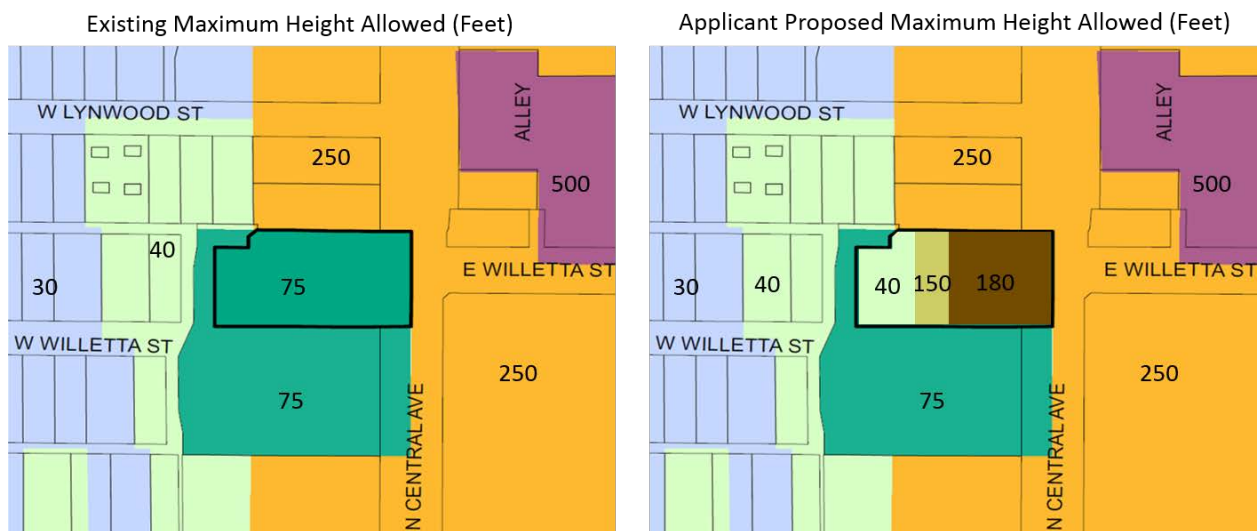 Existing Maximum Height Allowed (Feet)
W LYNWOOD ST
ALLEY
250
500
40
30
75
E WILLETTA ST
W WILLETTA ST
75
250
N CENTRAL AVE
Applicant Proposed Maximum Height Allowed (Feet)
W LYNWOOD ST
ALLEY
250
500
30
40
40
150
180
E WILLETTA ST
W WILLETTA ST
75
250
N CENTRAL AVE